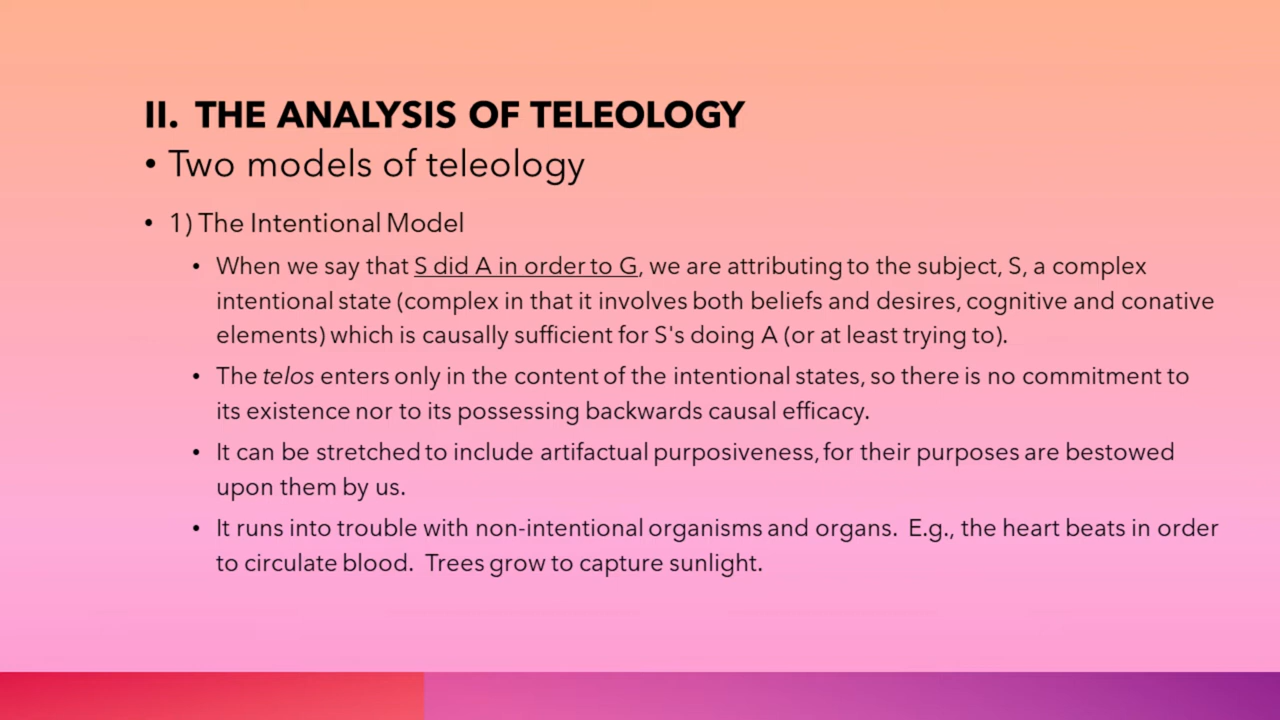 II. THE ANALYSIS OF TELEOLOGY
• Two models of teleology
• 1) The Intentional Model
• When we say that S did A in order to G, we are attributing to the subject, S, a complex
intentional state (complex in that it involves both beliefs and desires, cognitive and conative
elements) which is causally sufficient for S's doing A (or at least trying to).
• The telos enters only in the content of the intentional states, so there is no commitment to
its existence nor to its possessing backwards causal efficacy.
• It can be stretched to include artifactual purposiveness, for their purposes are bestowed
upon them by us.
• It runs into trouble with non-intentional organisms and organs. E.g., the heart beats in order
to circulate blood. Trees grow to capture sunlight.